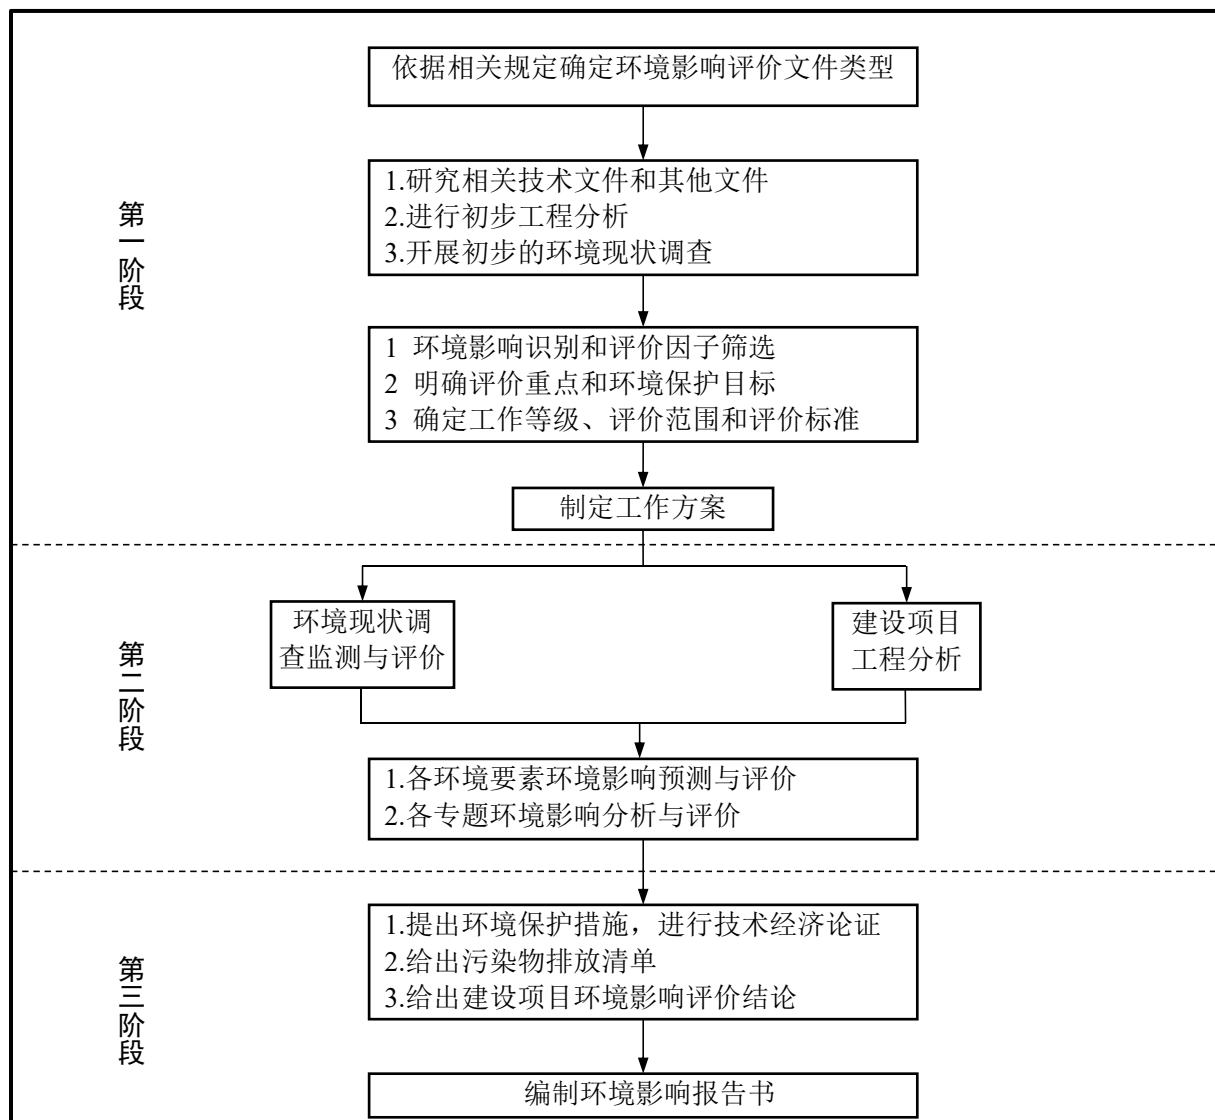 依据相关规定确定环境影响评价文件类型
第一阶段
1.研究相关技术文件和其他文件
2.进行初步工程分析
3.开展初步的环境现状调查
1 环境影响识别和评价因子筛选
2 明确评价重点和环境保护目标
3 确定工作等级、评价范围和评价标准
制定工作方案
第二阶段
环境现状调
查监测与评价
建设项目
工程分析
1.各环境要素环境影响预测与评价
2.各专题环境影响分析与评价
第三阶段
1.提出环境保护措施，进行技术经济论证
2.给出污染物排放清单
3.给出建设项目环境影响评价结论
编制环境影响报告书